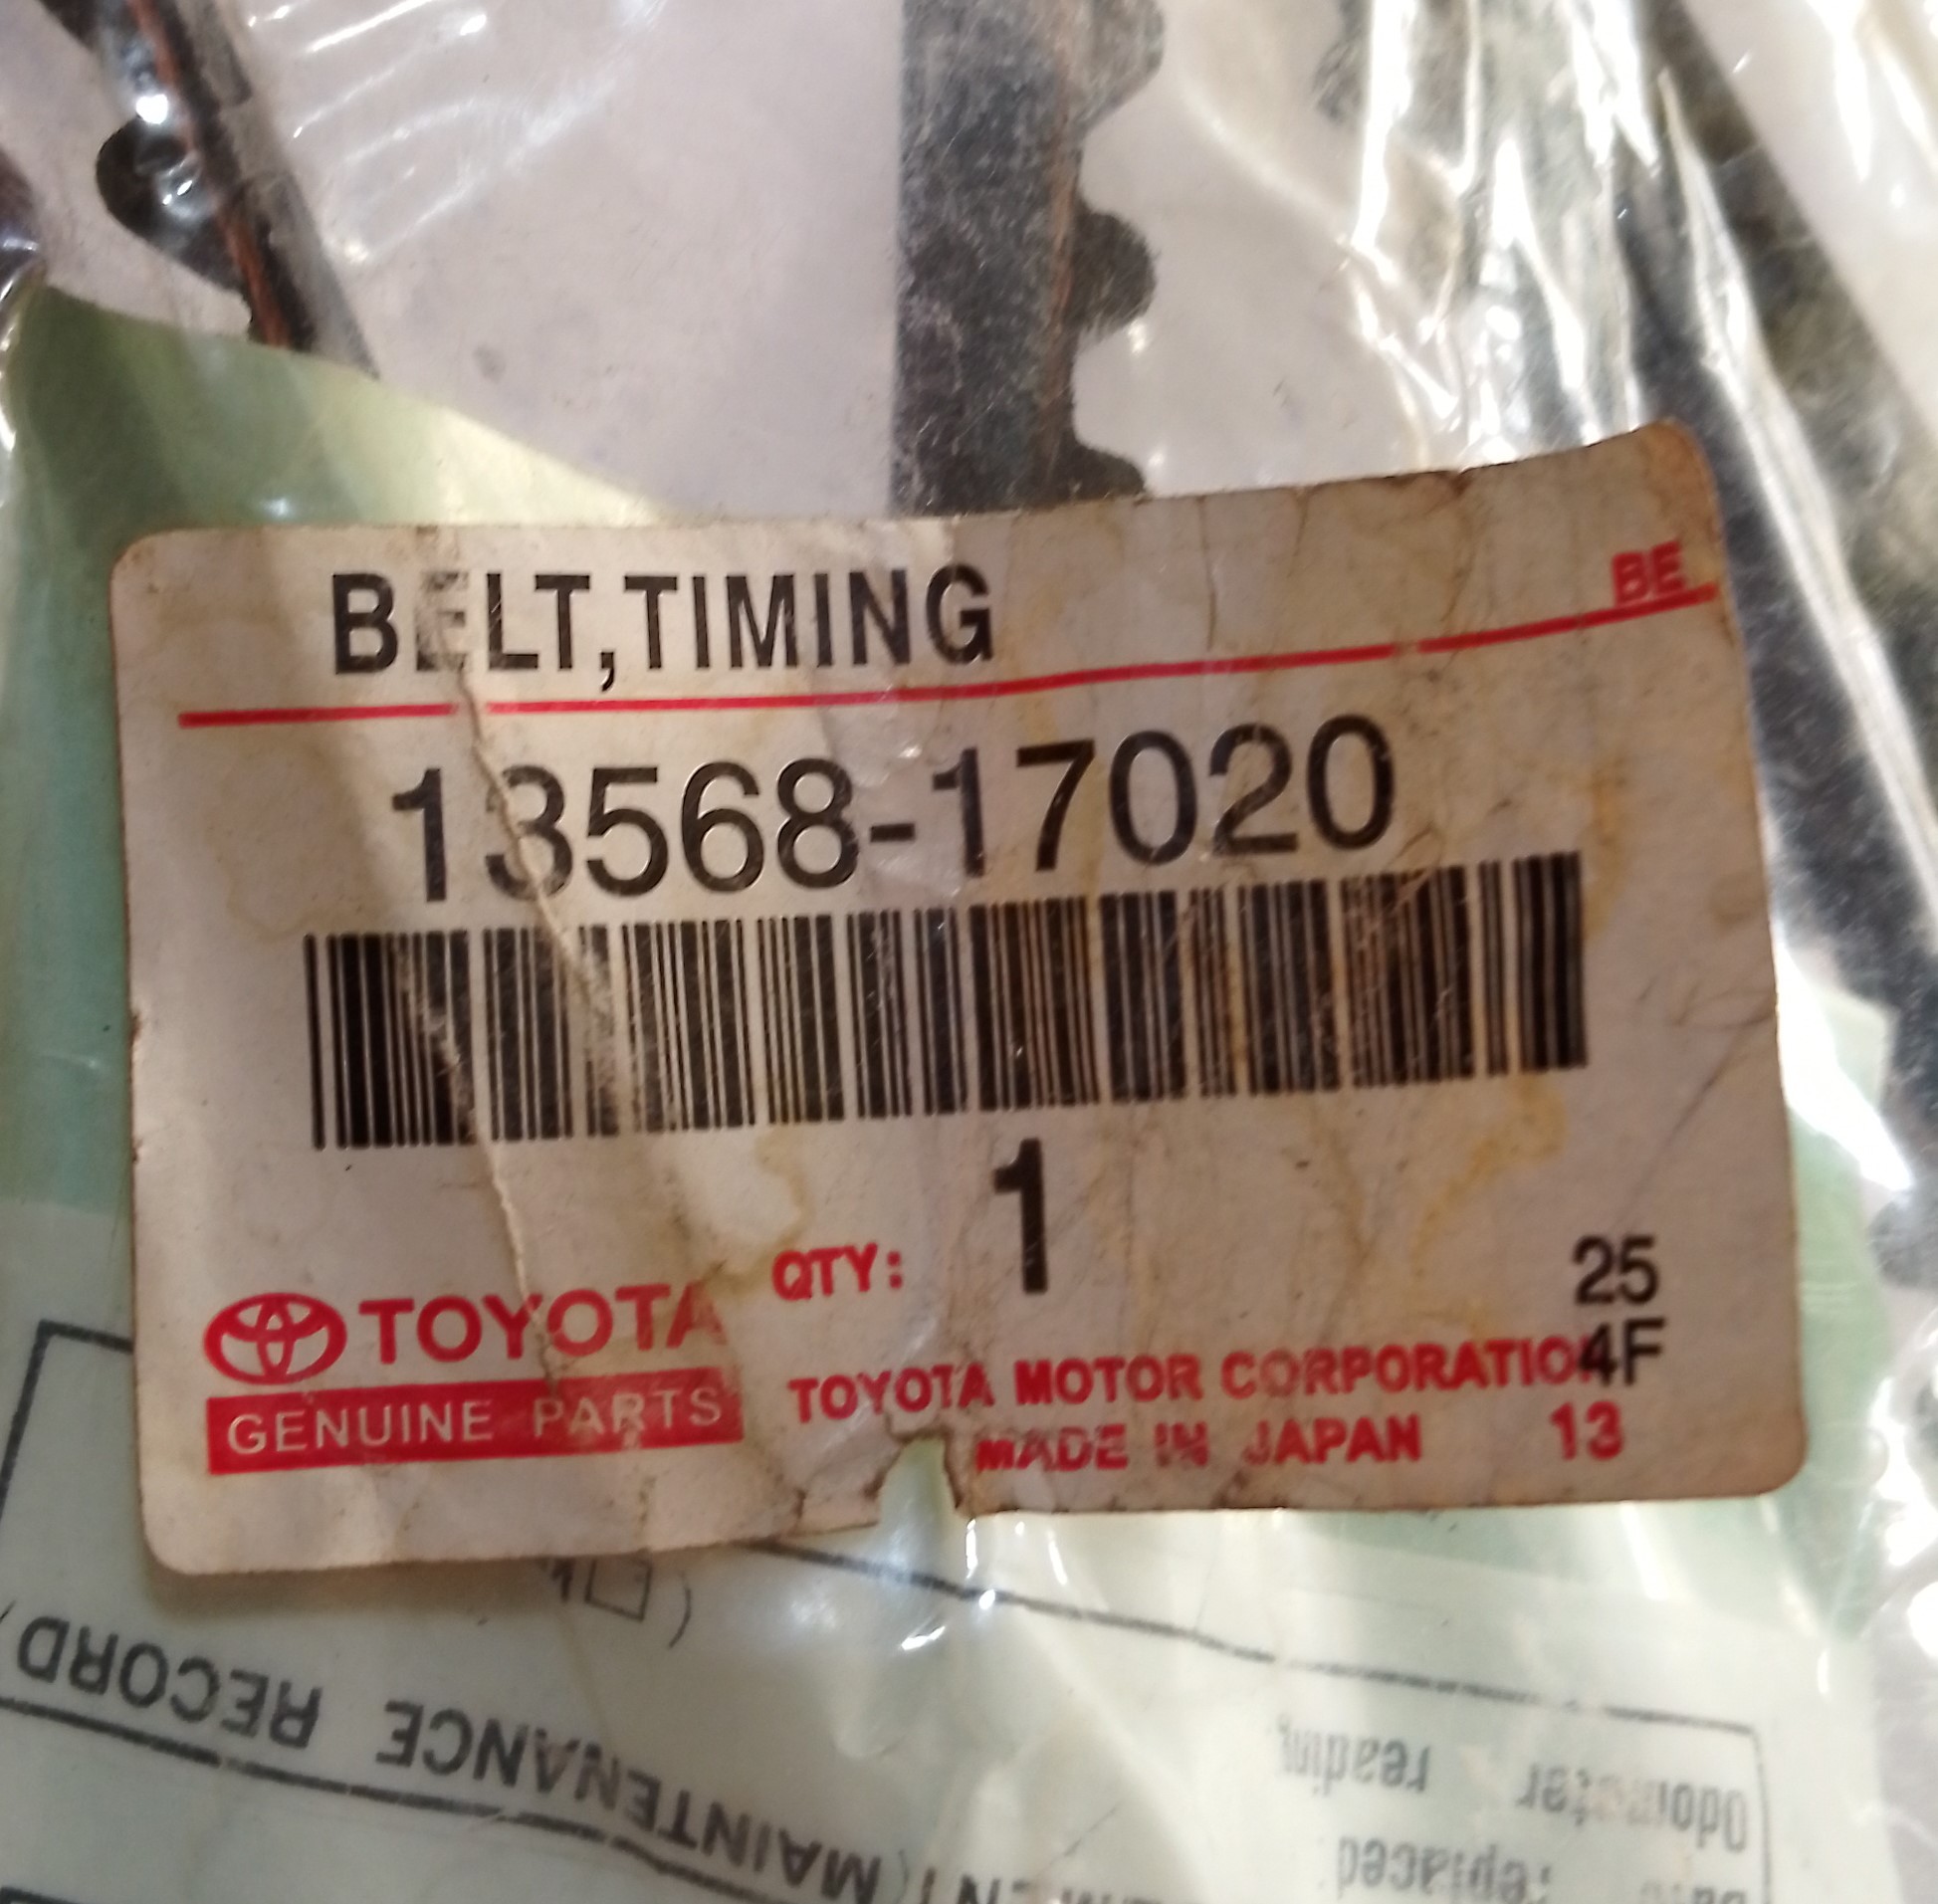 BELT,TIMING
BE
13568-17020
1
QTY:
25
4F
TOYOTA
GENUINE PARTS
TOYOTA MOTOR CORPORATIO
MADE IN JAPAN 13
(MAINTENANCE RECORD)
Odometer reading
replaced